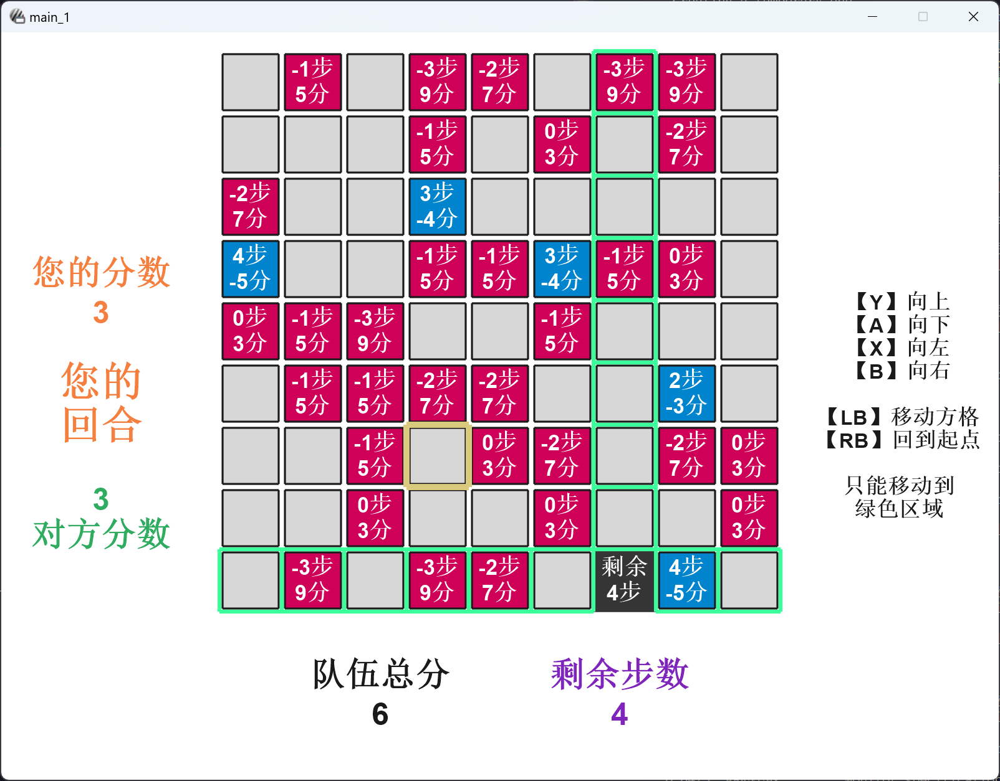 main_1
-1步 -3步 -2步 -3步 -3步
5分 9分 7分 9分 9分
-1步 0步 -2步
5分 3分 7分
-2步 3步
7分 -4分
4步 -1步 -1步 3步 -1步 0步
-5分 5分 5分 -4分 5分 3分
0步 -1步 -3步 -1步
3分 5分 9分 5分
-1步 -1步 -2步 -2步 2步
5分 5分 7分 7分 -3分
-1步 0步 -2步 -2步 0步
5分 3分 7分 7分 3分
0步 0步 0步
3分 3分 3分
-3步 -3步 -2步 剩余 4步
9分 9分 7分 4步 -5分
您的分数
3
您的
回合
3
对方分数
【Y】向上
【A】向下
【X】向左
【B】向右
【LB】移动方格
【RB】回到起点
只能移动到
绿色区域
队伍总分
6
剩余步数
4